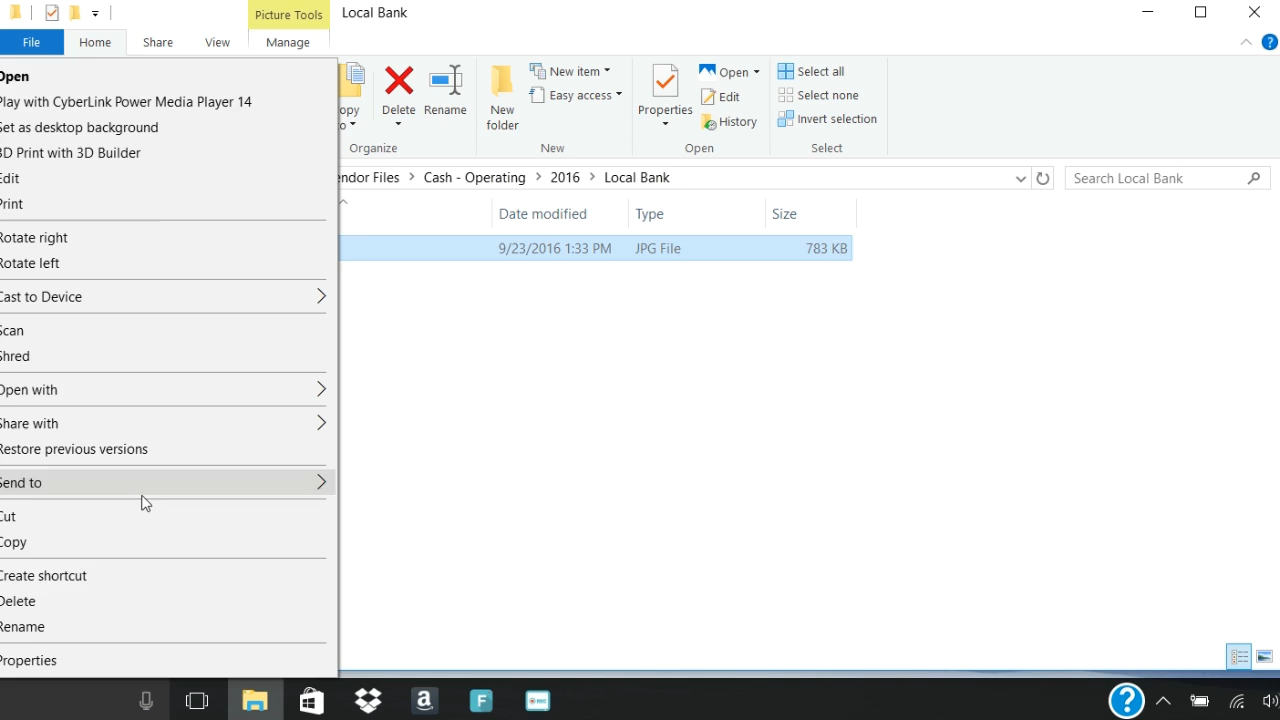 Picture Tools Local Bank
File Home Share View Manage
Open
Play with CyberLink Power Media Player 14
Set as desktop background
3D Print with 3D Builder
Edit
Print
Rotate right
Rotate left
Cast to Device
Scan
Shred
Open with
Share with
Restore previous versions
Send to
Cut
Copy
Create shortcut
Delete
Rename
Properties
opy
to
Delete
Rename
Organize
New
folder
New item
Easy access
New
Properties
Open
Edit
History
Open
Select all
Select none
Invert selection
Select
endor Files > Cash - Operating > 2016 > Local Bank
Search Local Bank
Date modified Type Size
9/23/2016 1:33 PM JPG File 783 KB
a F REC ?